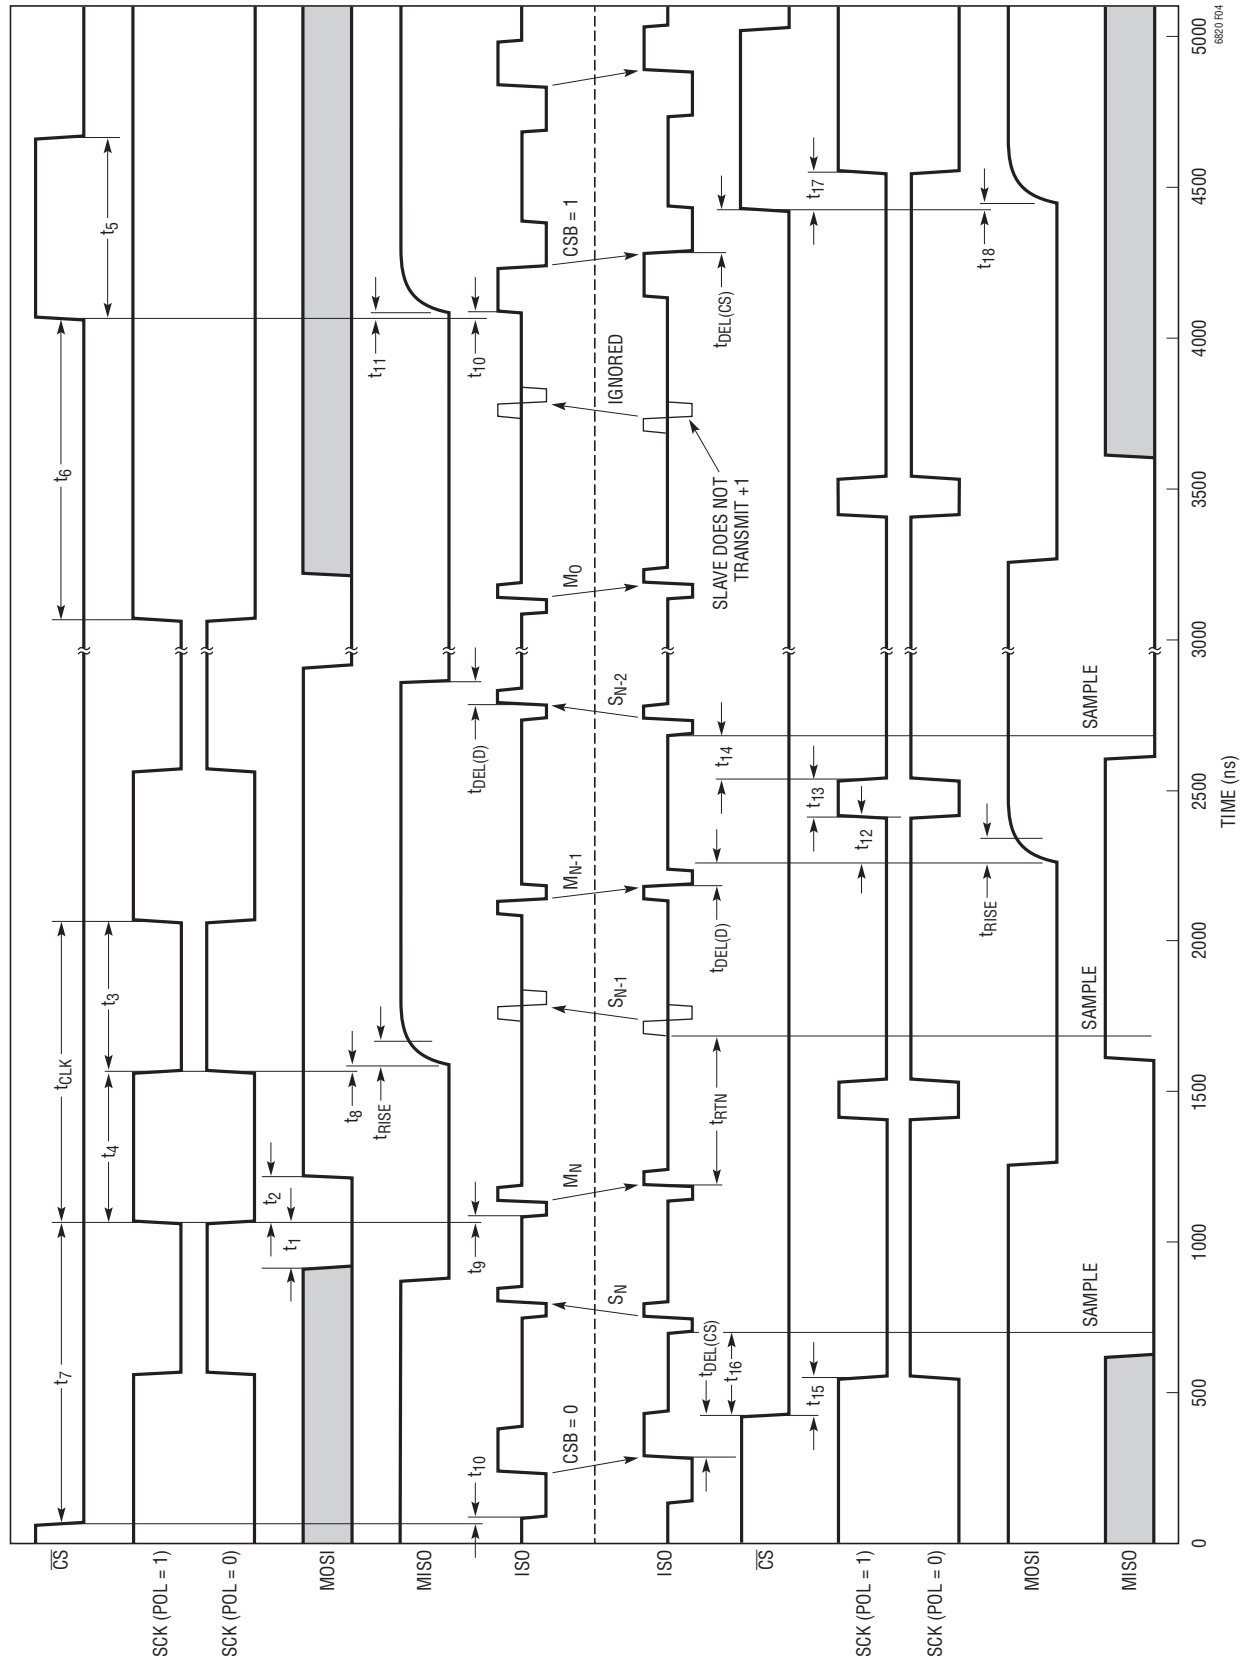 CS
t5
t6
t7
tCLK
t4
t3
SCK (POL = 1)
SCK (POL = 0)
t1
t2
MOSI
t8
tRISE
t11
MISO
t10
t9
tDEL(D)
t10
ISO
CSB = 0
SN
MN
SN-1
MN-1
SN-2
MO
IGNORED
CSB = 1
ISO
SLAVE DOES NOT
TRANSMIT +1
tDEL(CS)
t16
tRTN
tDEL(D)
t14
tDEL(CS)
CS
t15
t12
t13
t17
SCK (POL = 1)
SCK (POL = 0)
tRISE
t18
MOSI
SAMPLE
SAMPLE
SAMPLE
MISO
0
500
1000
1500
2000
2500
3000
3500
4000
4500
5000
TIME (ns)
6820 F04